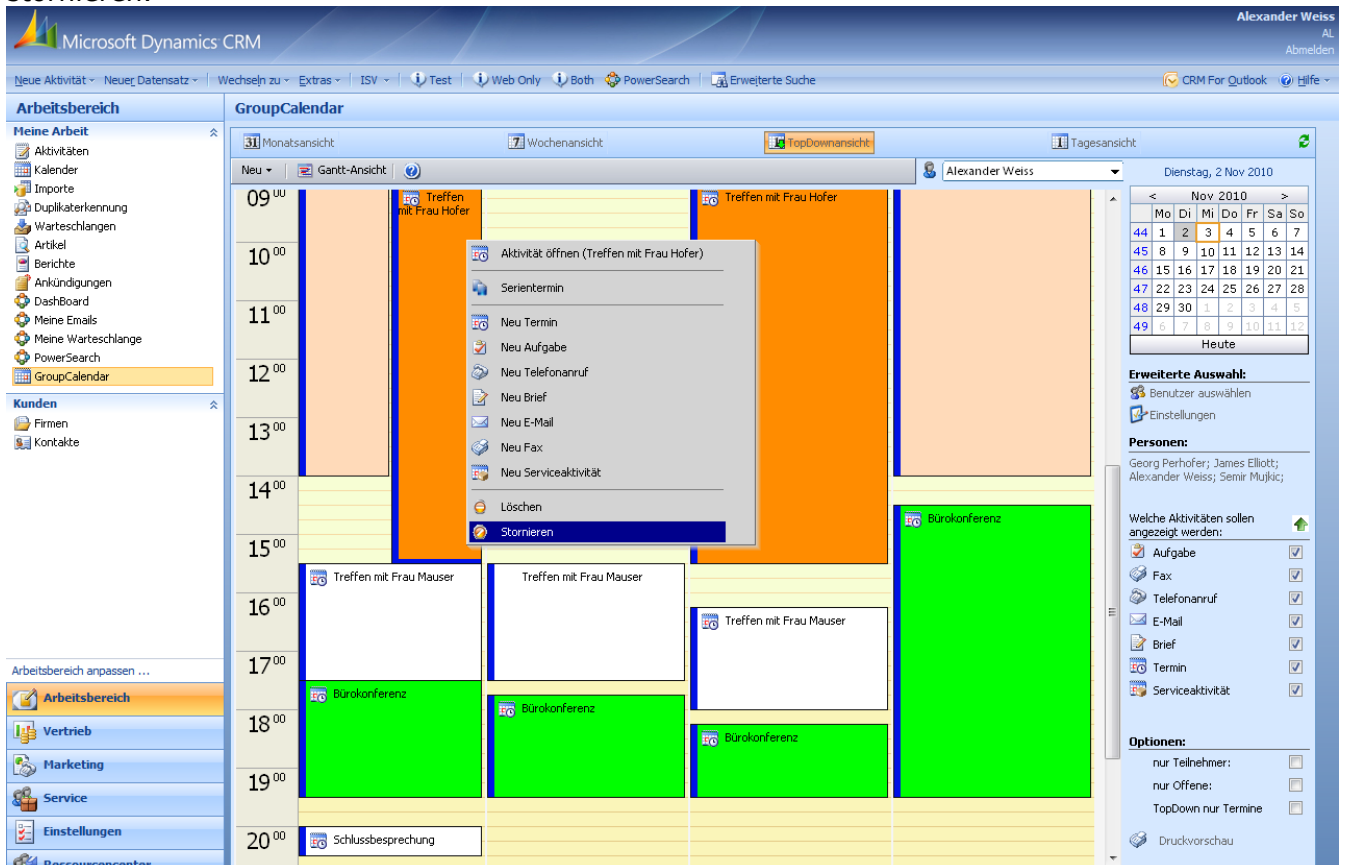 stornieren.
Alexander Weiss
AL
Abmelden
Microsoft Dynamics CRM
Neue Aktivität Neuer Datensatz Wechseln zu Extras ISV Test Web Only Both PowerSearch Erweiterte Suche CRM For Outlook Hilfe
Arbeitsbereich
Meine Arbeit
Aktivitäten
Kalender
Importe
Duplikaterkennung
Warteschlangen
Artikel
Berichte
Ankündigungen
DashBoard
Meine Emails
Meine Warteschlange
PowerSearch
GroupCalendar
Kunden
Firmen
Kontakte
Arbeitsbereich anpassen ...
Arbeitsbereich
Vertrieb
Marketing
Service
Einstellungen
Ressourcencenter
GroupCalendar
31 Monatsansicht 7 Wochenansicht TopDownansicht 1 Tagesansicht
Neu Gantt-Ansicht Alexander Weiss
09 00
10 00
11 00
12 00
13 00
14 00
15 00
16 00
17 00
18 00
19 00
20 00
Treffen
mit Frau Hofer
Treffen mit Frau Hofer
Aktivität öffnen (Treffen mit Frau Hofer)
Serientermin
Neu Termin
Neu Aufgabe
Neu Telefonanruf
Neu Brief
Neu E-Mail
Neu Fax
Neu Serviceaktivität
Löschen
Stornieren
Bürokonferenz
Treffen mit Frau Mauser
Treffen mit Frau Mauser
Treffen mit Frau Mauser
Bürokonferenz
Bürokonferenz
Bürokonferenz
Schlussbesprechung
Dienstag, 2 Nov 2010
< Nov 2010 >
Mo Di Mi Do Fr Sa So
44 1 2 3 4 5 6 7
45 8 9 10 11 12 13 14
46 15 16 17 18 19 20 21
47 22 23 24 25 26 27 28
48 29 30 1 2 3 4 5
49 6 7 8 9 10 11 12
Heute
Erweiterte Auswahl:
Benutzer auswählen
Einstellungen
Personen:
Georg Perhofer; James Elliott;
Alexander Weiss; Semir Mujkic;
Welche Aktivitäten sollen
angezeigt werden:
Aufgabe
Fax
Telefonanruf
E-Mail
Brief
Termin
Serviceaktivität
Optionen:
nur Teilnehmer:
nur Offene:
TopDown nur Termine
Druckvorschau